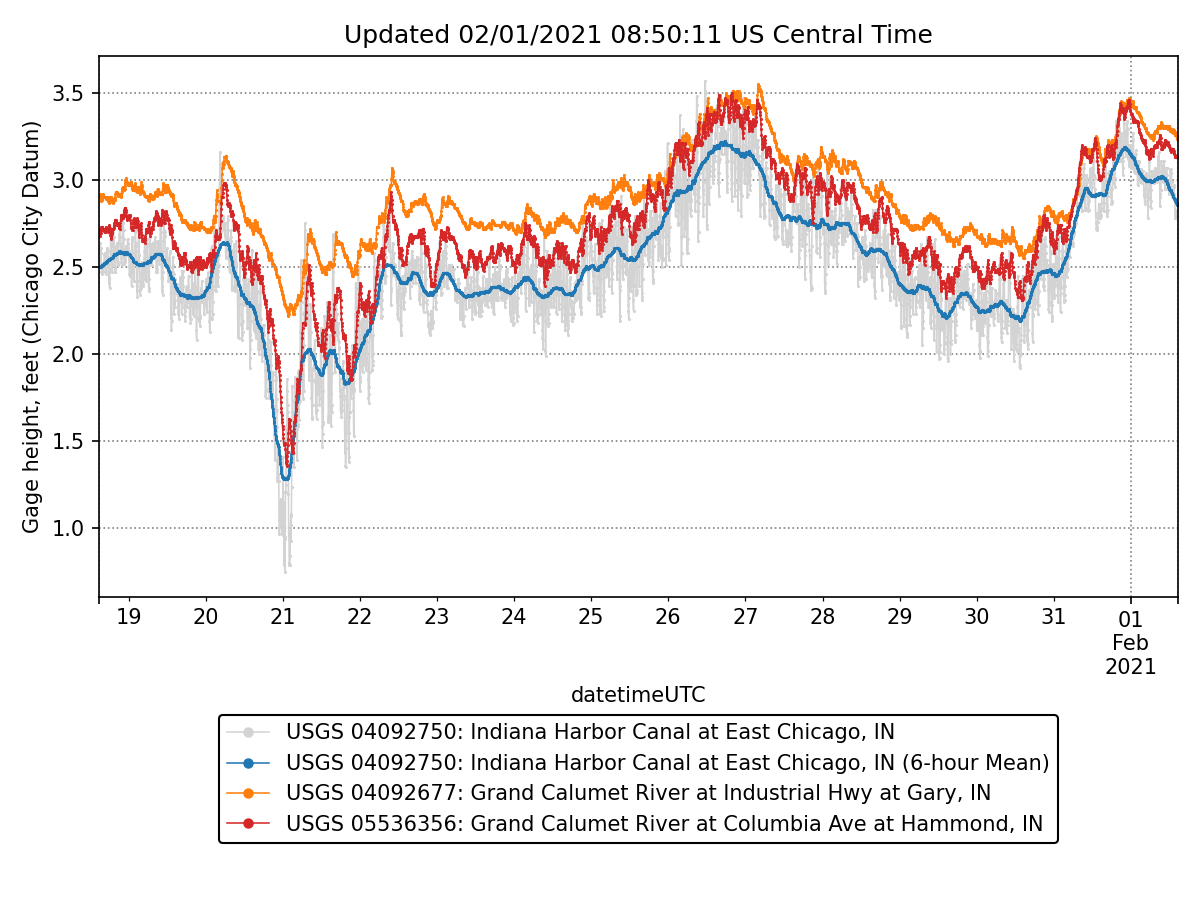 Updated 02/01/2021 08:50:11 US Central Time
Gage height, feet (Chicago City Datum)
3.5
3.0
2.5
2.0
1.5
1.0
19 20 21 22 23 24 25 26 27 28 29 30 31 01
Feb
2021
datetimeUTC
USGS 04092750: Indiana Harbor Canal at East Chicago, IN
USGS 04092750: Indiana Harbor Canal at East Chicago, IN (6-hour Mean)
USGS 04092677: Grand Calumet River at Industrial Hwy at Gary, IN
USGS 05536356: Grand Calumet River at Columbia Ave at Hammond, IN